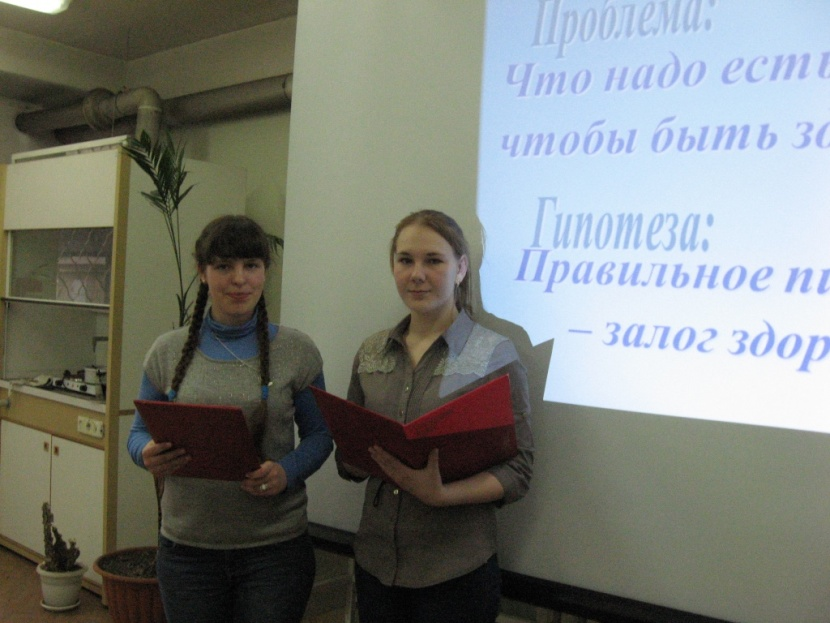 Проблема:
Что надо есть
чтобы быть
Гипотеза:
Правильное
– залог